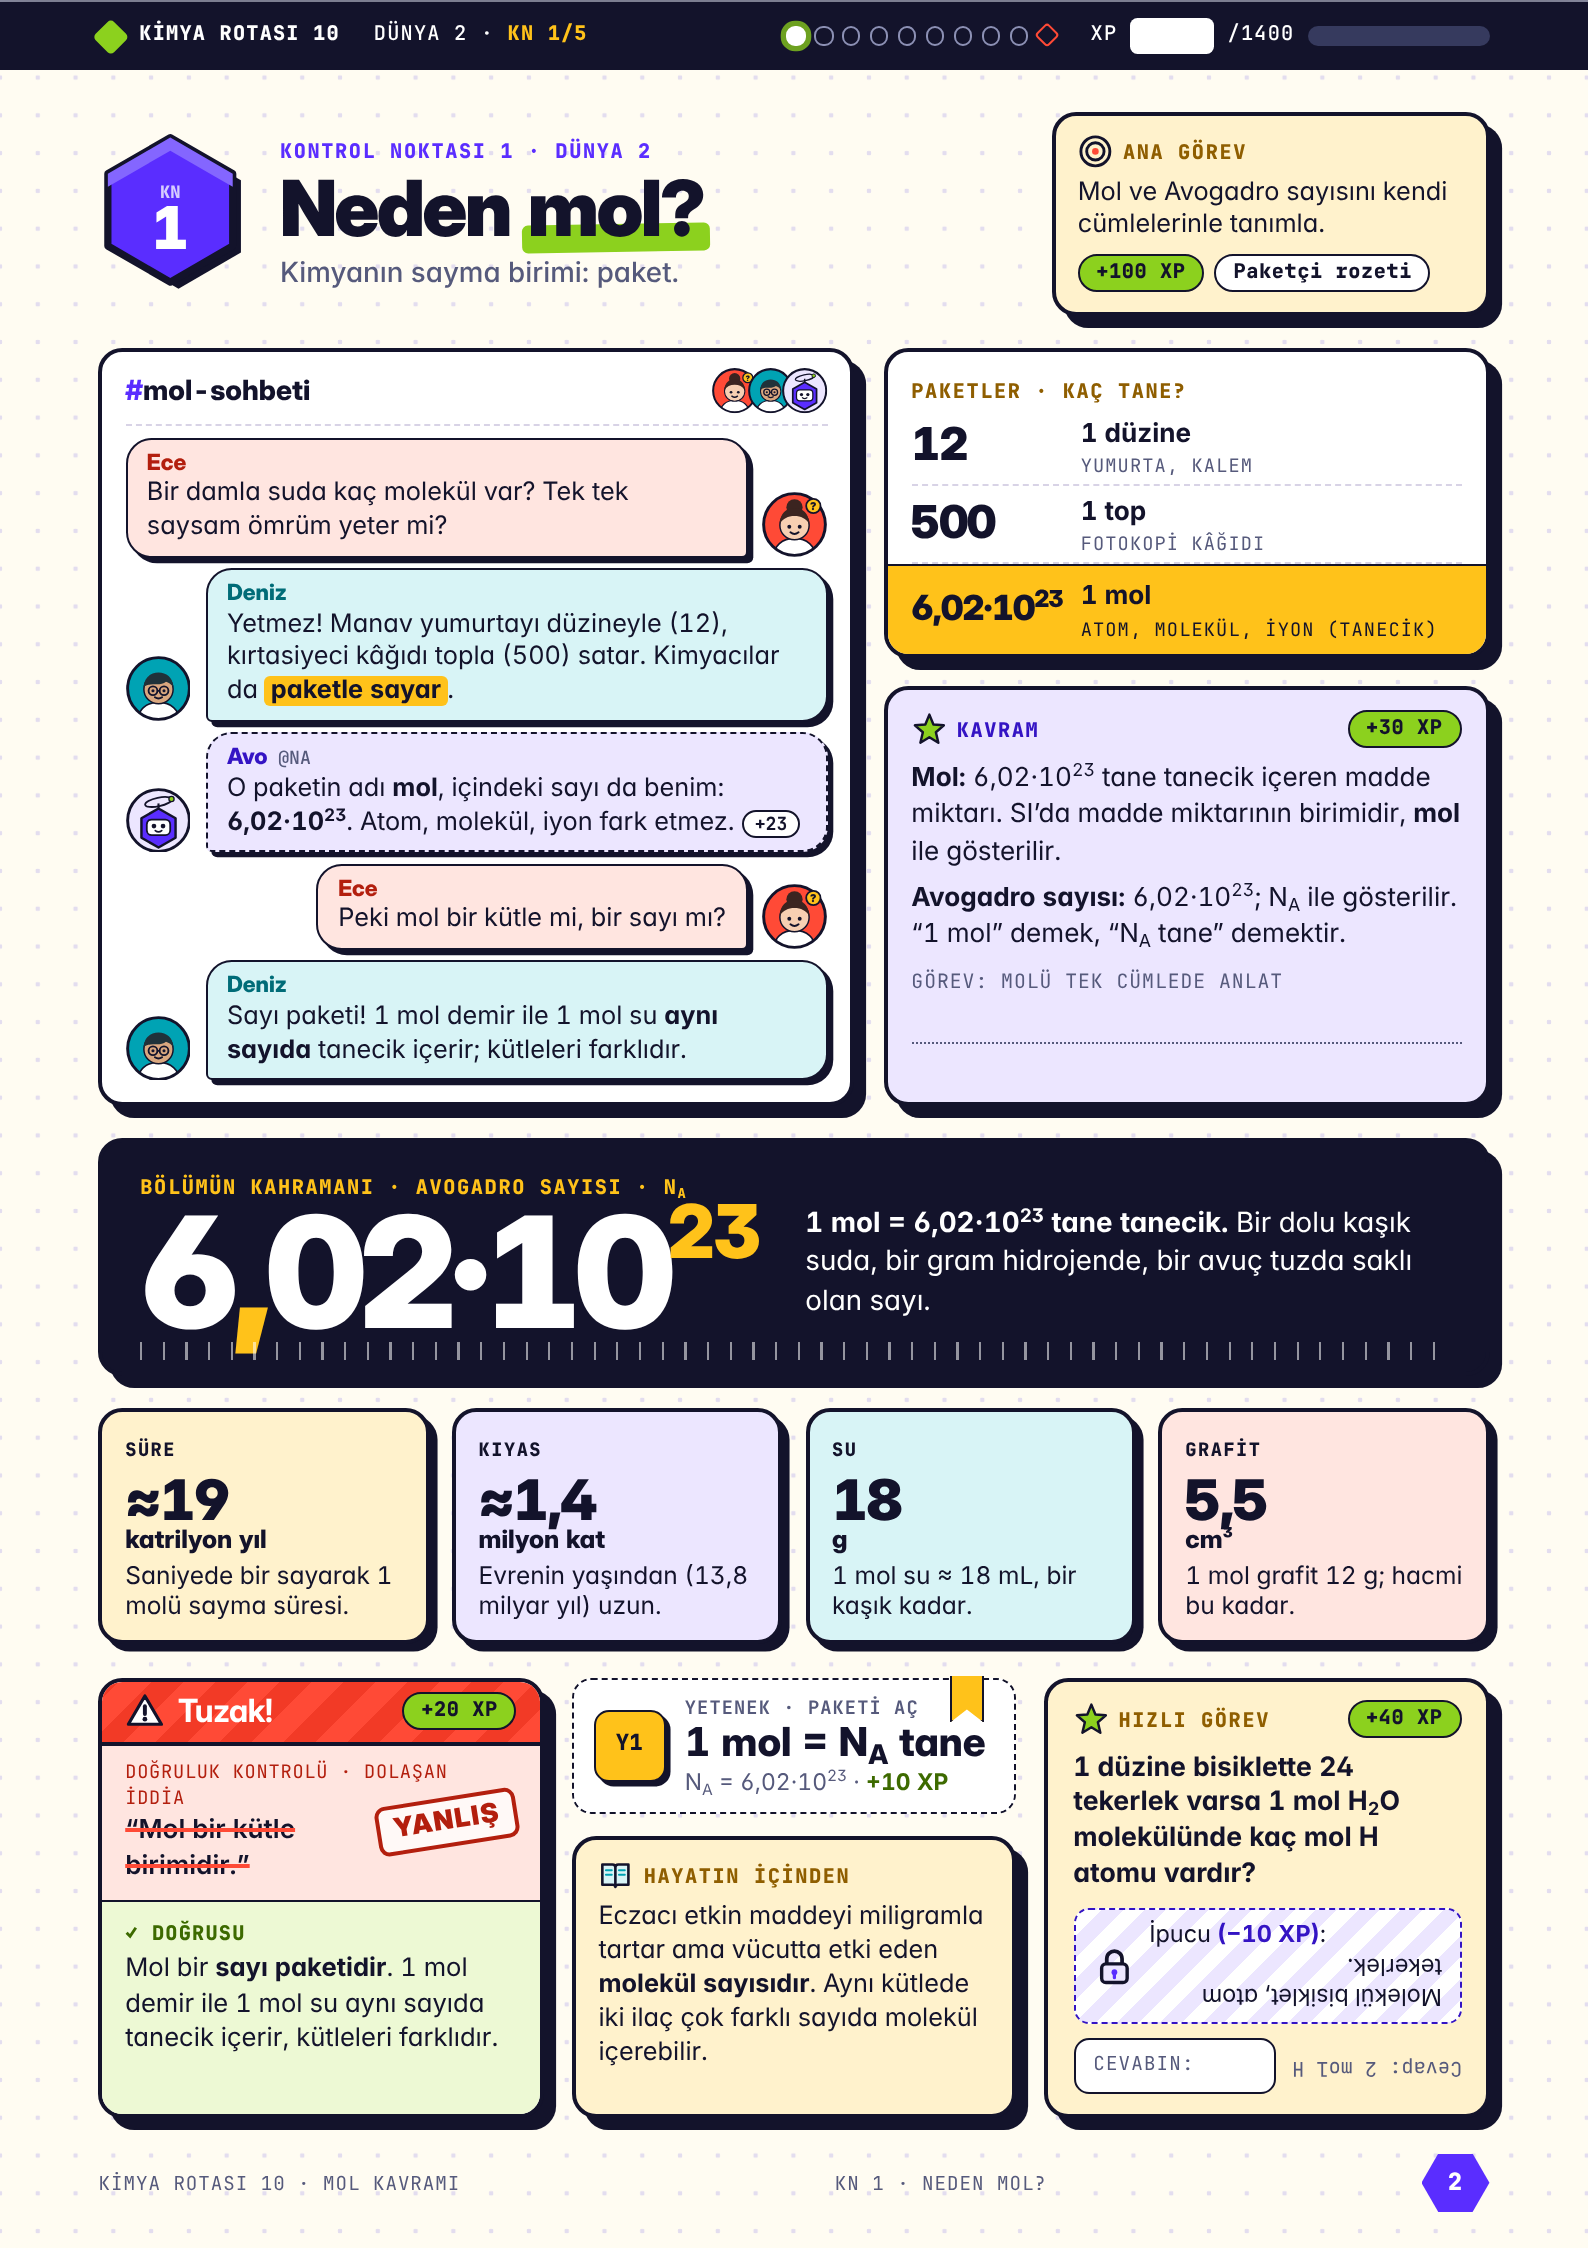 KİMYA ROTASI 10 DÜNYA 2 · KN 1/5 XP /1400
KONTROL NOKTASI 1 · DÜNYA 2
KN
1
Neden mol?
Kimyanın sayma birimi: paket.
ANA GÖREV
Mol ve Avogadro sayısını kendi
cümlelerinle tanımla.
+100 XP Paketçi rozeti
#mol-sohbeti
Ece
Bir damla suda kaç molekül var? Tek tek
saysam ömrüm yeter mi?
Deniz
Yetmez! Manav yumurtayı düzineyle (12),
kırtasiyeci kâğıdı topla (500) satar. Kimyacılar
da paketle sayar.
Avo @NA
O paketin adı mol, içindeki sayı da benim:
6,02·10²³. Atom, molekül, iyon fark etmez. +23
Ece
Peki mol bir kütle mi, bir sayı mı?
Deniz
Sayı paketi! 1 mol demir ile 1 mol su aynı
sayıda tanecik içerir; kütleleri farklıdır.
PAKETLER · KAÇ TANE?
12 1 düzine
YUMURTA, KALEM
500 1 top
FOTOKOPİ KÂĞIDI
6,02·10²³ 1 mol
ATOM, MOLEKÜL, İYON (TANECİK)
KAVRAM +30 XP
Mol: 6,02·10²³ tane tanecik içeren madde
miktarı. SI’da madde miktarının birimidir, mol
ile gösterilir.
Avogadro sayısı: 6,02·10²³; N_A ile gösterilir.
“1 mol” demek, “N_A tane” demektir.
GÖREV: MOLÜ TEK CÜMLEDE ANLAT
BÖLÜMÜN KAHRAMANI · AVOGADRO SAYISI · N_A
6,02·10²³
1 mol = 6,02·10²³ tane tanecik. Bir dolu kaşık
suda, bir gram hidrojende, bir avuç tuzda saklı
olan sayı.
SÜRE
≈19
katrilyon yıl
Saniyede bir sayarak 1
molü sayma süresi.
KIYAS
≈1,4
milyon kat
Evrenin yaşından (13,8
milyar yıl) uzun.
SU
18
g
1 mol su ≈ 18 mL, bir
kaşık kadar.
GRAFİT
5,5
cm³
1 mol grafit 12 g; hacmi
bu kadar.
Tuzak! +20 XP
DOĞRULUK KONTROLÜ · DOLAŞAN
İDDİA
“Mol bir kütle
birimidir.”
YANLIŞ
✓ DOĞRUSU
Mol bir sayı paketidir. 1 mol
demir ile 1 mol su aynı sayıda
tanecik içerir, kütleleri farklıdır.
Y1
YETENEK · PAKETİ AÇ
1 mol = N_A tane
N_A = 6,02·10²³ · +10 XP
HAYATIN İÇİNDEN
Eczacı etkin maddeyi miligramla
tartar ama vücutta etki eden
molekül sayısıdır. Aynı kütlede
iki ilaç çok farklı sayıda molekül
içerebilir.
HIZLI GÖREV +40 XP
1 düzine bisiklette 24
tekerlek varsa 1 mol H₂O
molekülünde kaç mol H
atomu vardır?
İpucu (−10 XP):
Molekül bisiklet, atom
tekerlek.
CEVABIN:
Cevap: 2 mol H
KİMYA ROTASI 10 · MOL KAVRAMI KN 1 · NEDEN MOL? 2